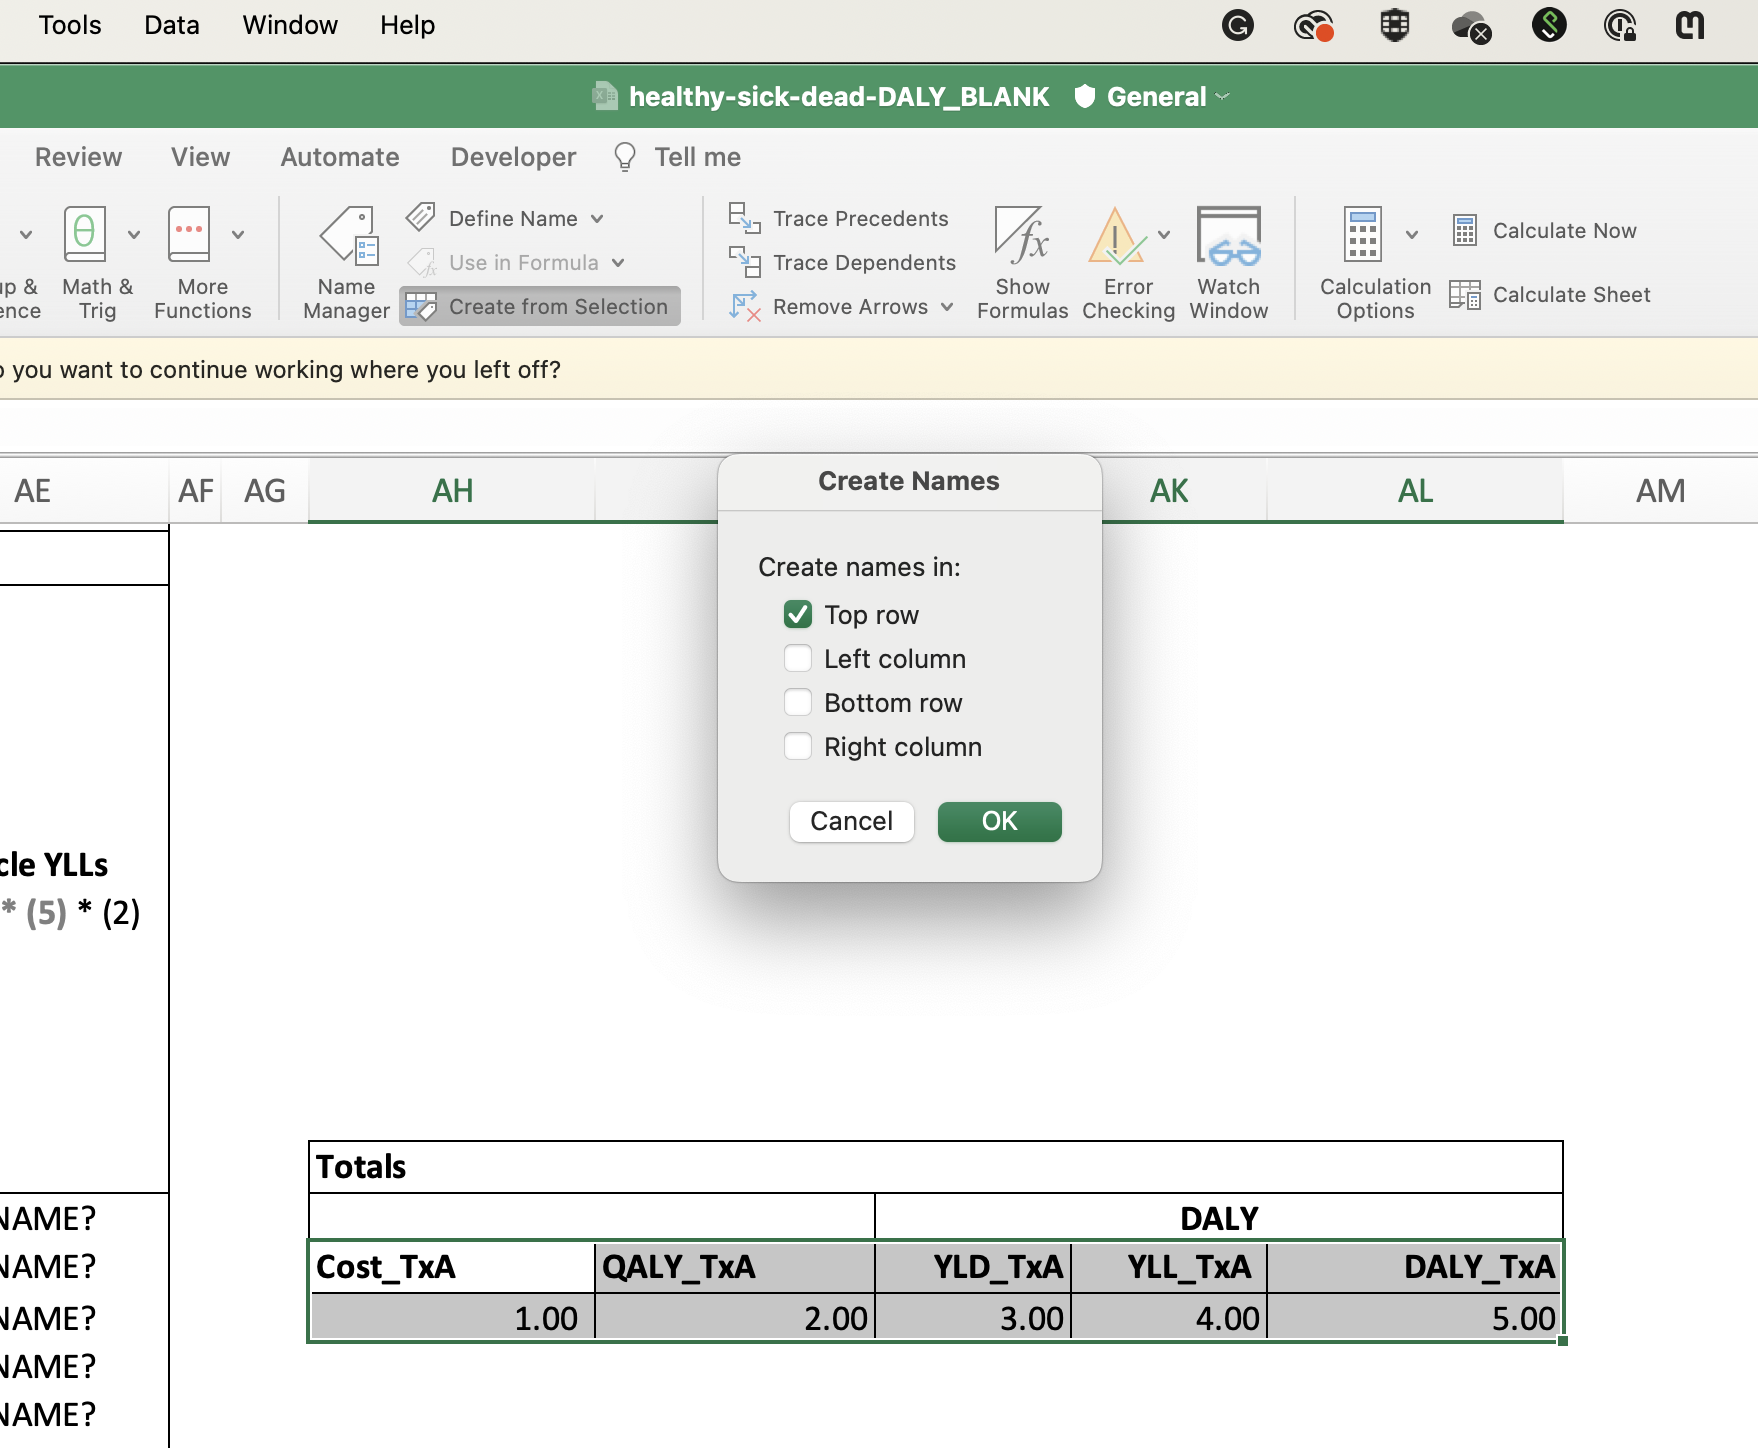 Tools Data Window Help
healthy-sick-dead-DALY_BLANK General
Review View Automate Developer Tell me
Define Name Trace Precedents Calculate Now
Use in Formula Trace Dependents
up & Math & More Name Show Error Watch Calculation Calculate Sheet
ence Trig Functions Manager Create from Selection Remove Arrows Formulas Checking Window Options
o you want to continue working where you left off?
AE AF AG AH AK AL AM
Create Names
Create names in:
Top row
Left column
Bottom row
Right column
Cancel OK
cle YLLs
* (5) * (2)
Totals
NAME? DALY
NAME? Cost_TxA QALY_TxA YLD_TxA YLL_TxA DALY_TxA
NAME? 1.00 2.00 3.00 4.00 5.00
NAME?
NAME?